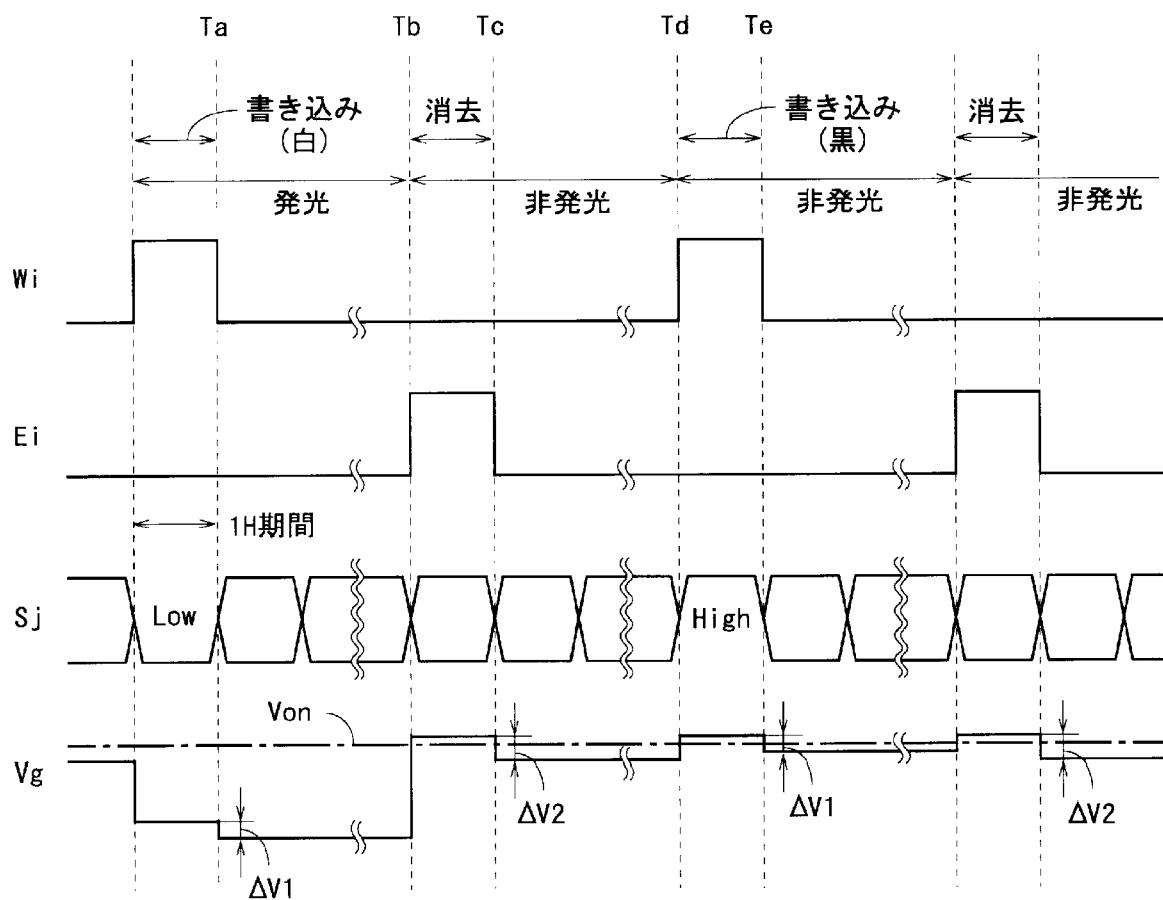 Ta Tb Tc Td Te
書き込み 消去 書き込み 消去
(白) (黒)
発光 非発光 非発光 非発光
Wi
Ei
1H期間
Sj Low High
Von
Vg
ΔV2 ΔV1 ΔV2
ΔV1